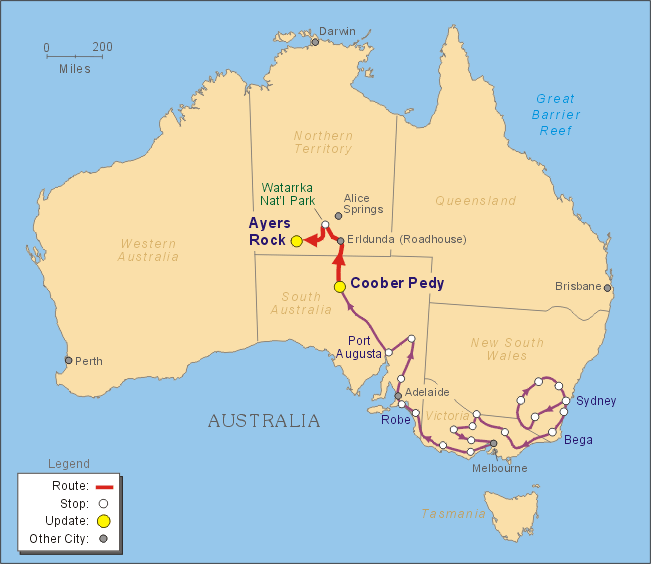 Darwin
0 200
Miles
Great
Barrier
Reef
Northern
Territory
Watarrka
Nat'l Park
Alice
Springs
Queensland
Ayers
Rock
Erldunda (Roadhouse)
Western
Australia
Coober Pedy
Brisbane
South
Australia
Port
Augusta
New South
Wales
Perth
Adelaide
Sydney
AUSTRALIA
Robe
Victoria
Bega
Melbourne
Legend
Route:
Stop:
Update:
Other City:
Tasmania